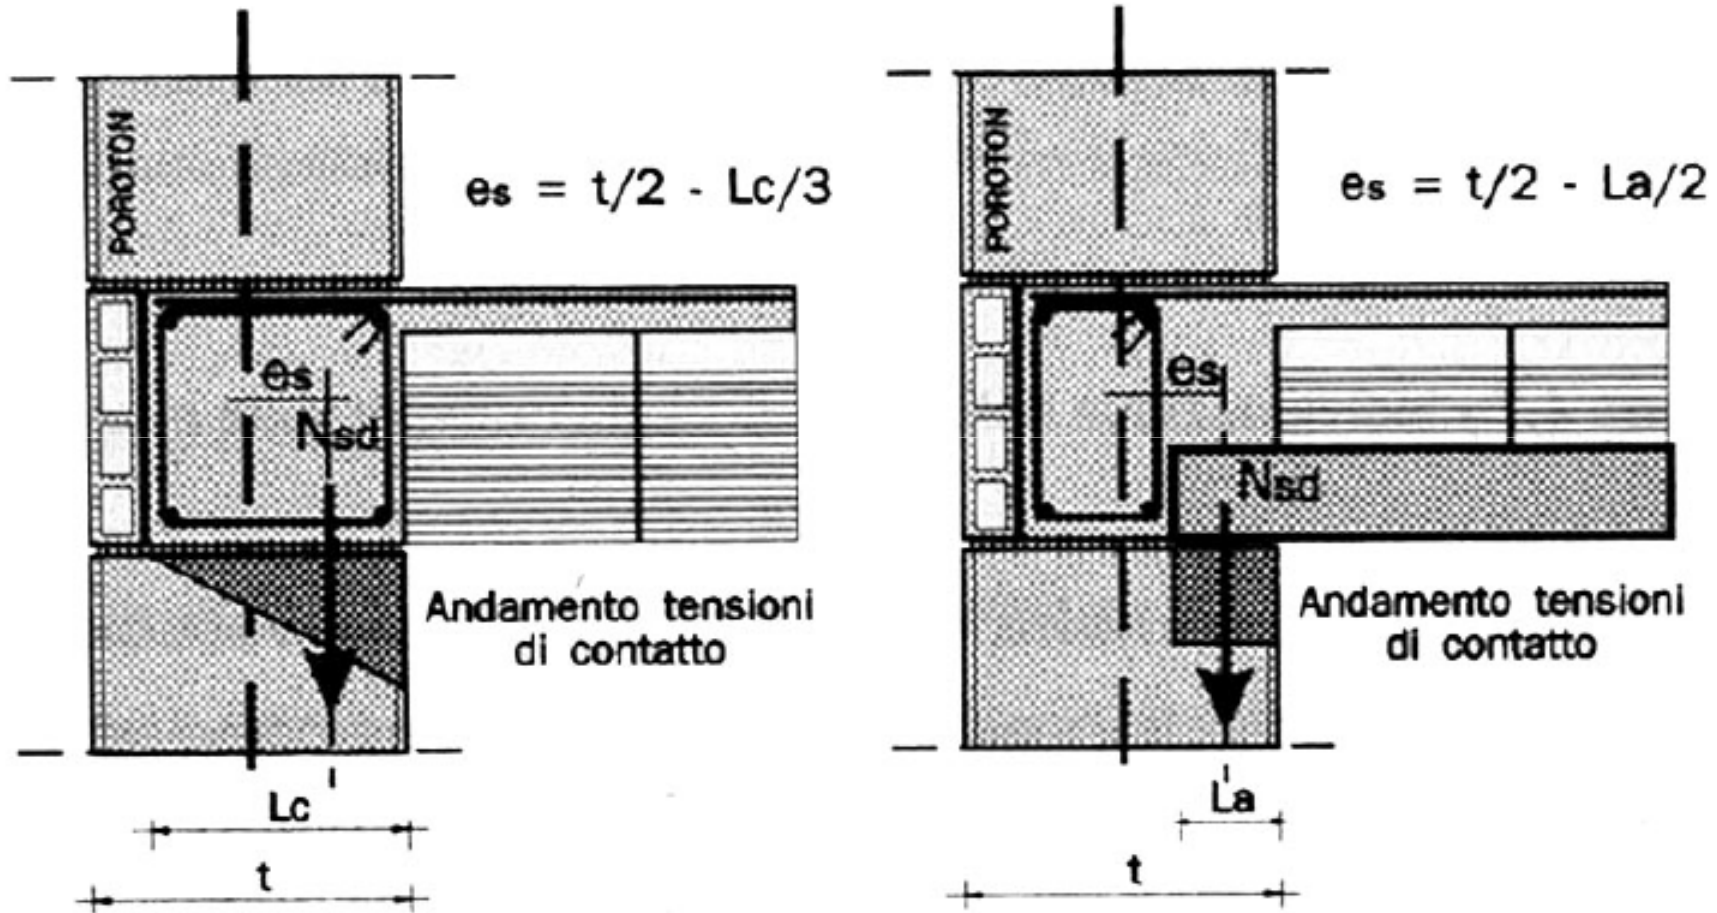 POROTON
es = t/2 - Lc/3
es
Nsd
Andamento tensioni
di contatto
Lc
t
POROTON
es = t/2 - La/2
es
Nsd
Andamento tensioni
di contatto
La
t